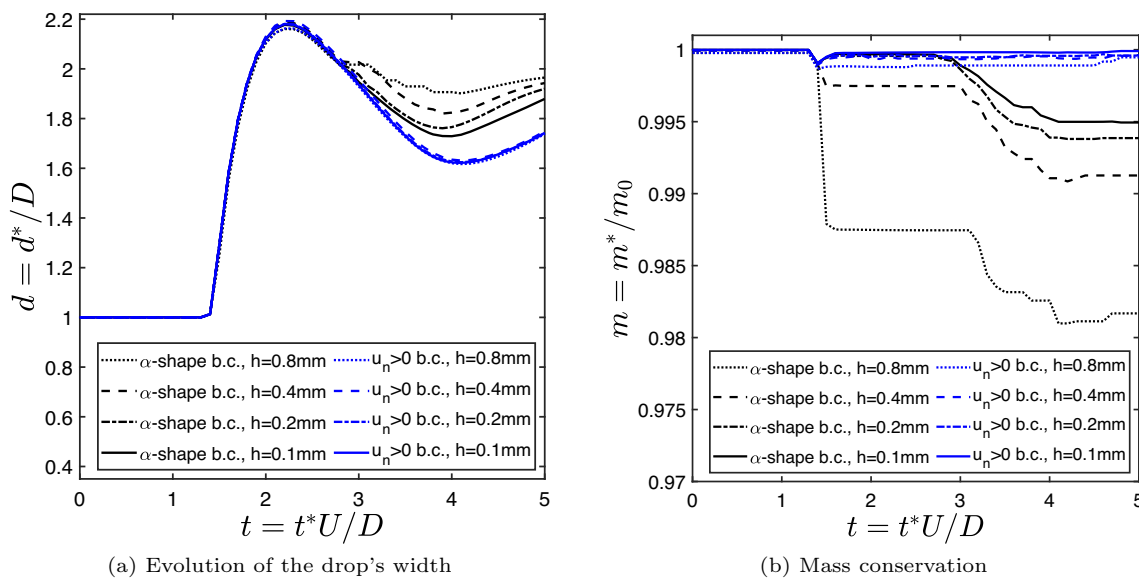 2.2
2
1.8
1.6
1.4
1.2
1
0.8
0.6
0.4
d = d*/D
α-shape b.c., h=0.8mm
α-shape b.c., h=0.4mm
α-shape b.c., h=0.2mm
α-shape b.c., h=0.1mm
u_n>0 b.c., h=0.8mm
u_n>0 b.c., h=0.4mm
u_n>0 b.c., h=0.2mm
u_n>0 b.c., h=0.1mm
0 1 2 3 4 5
t = t*U/D
(a) Evolution of the drop's width
1
0.995
0.99
0.985
0.98
0.975
0.97
m = m*/m_0
α-shape b.c., h=0.8mm
α-shape b.c., h=0.4mm
α-shape b.c., h=0.2mm
α-shape b.c., h=0.1mm
u_n>0 b.c., h=0.8mm
u_n>0 b.c., h=0.4mm
u_n>0 b.c., h=0.2mm
u_n>0 b.c., h=0.1mm
0 1 2 3 4 5
t = t*U/D
(b) Mass conservation